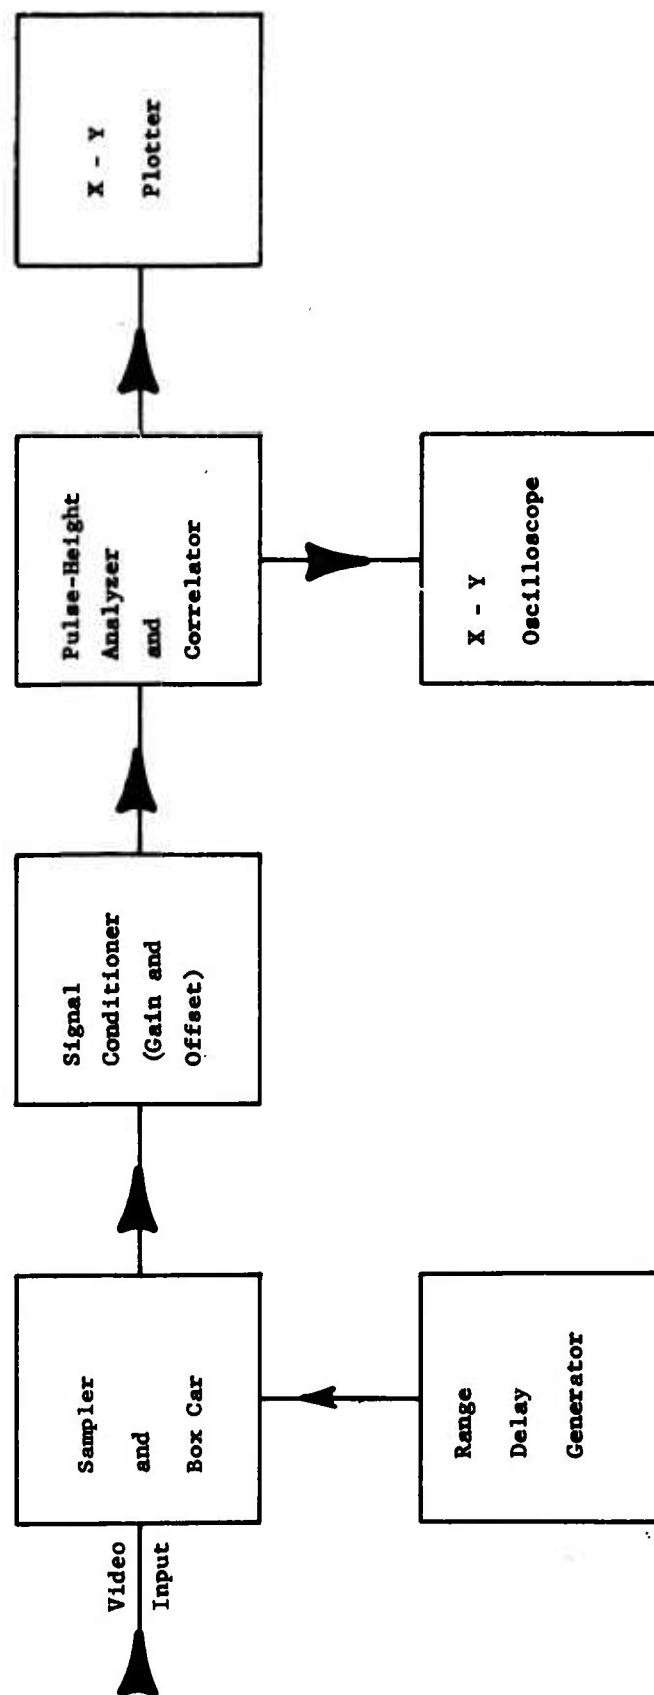 Video
Input
Sampler
and
Box Car
Range
Delay
Generator
Signal
Conditioner
(Gain and
Offset)
Pulse-Height
Analyzer
and
Correlator
X - Y
Oscilloscope
X - Y
Plotter